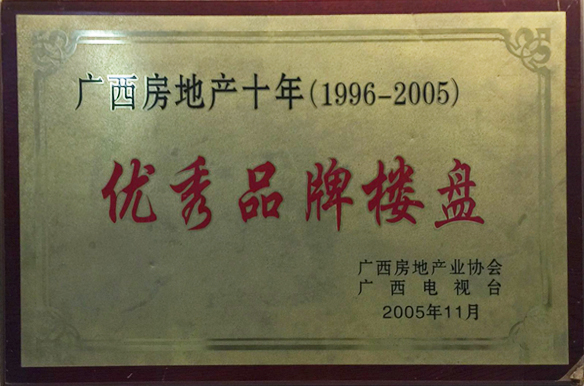 广西房地产十年(1996-2005)
优秀品牌楼盘
广西房地产业协会
广西电视台
2005年11月